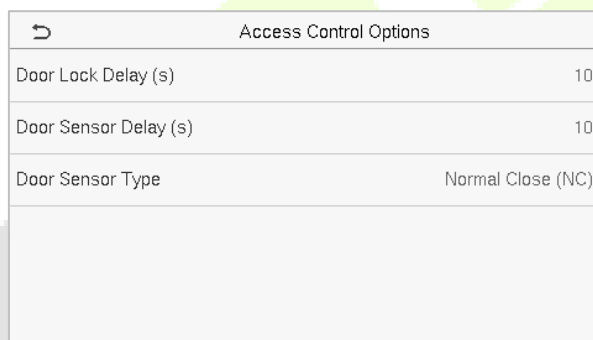 Access Control Options
Door Lock Delay (s) 10
Door Sensor Delay (s) 10
Door Sensor Type Normal Close (NC)